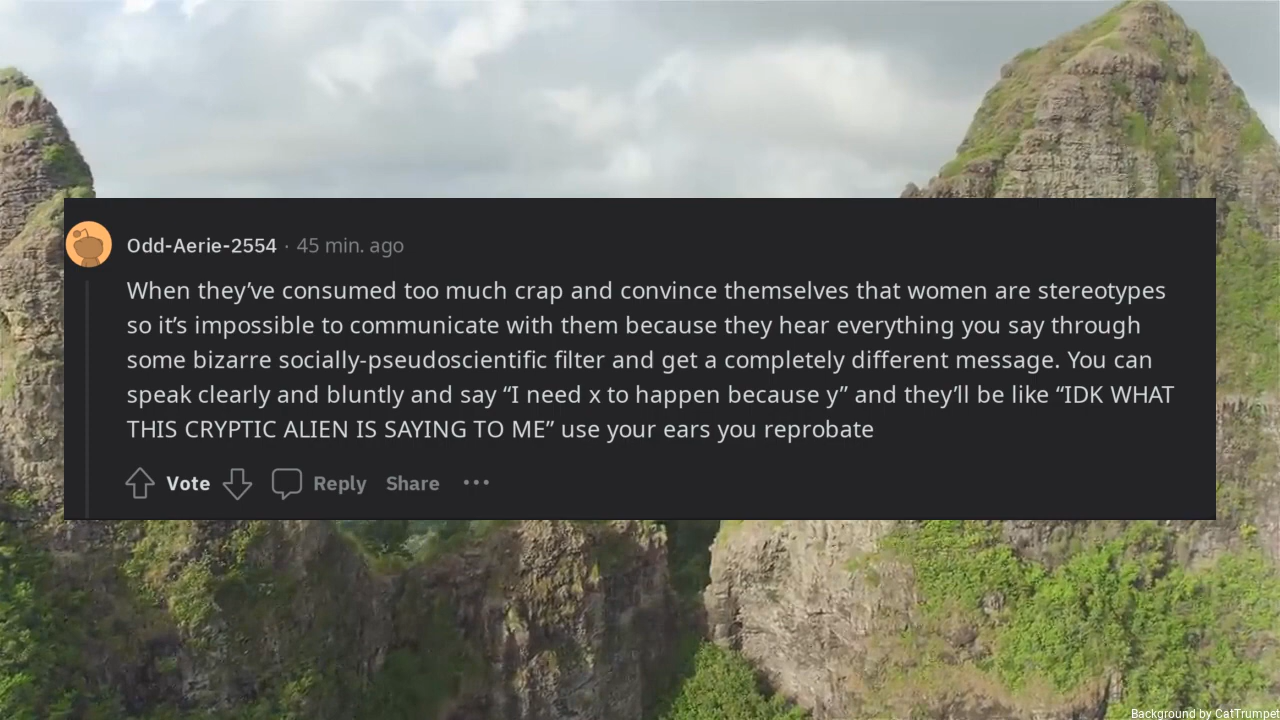 Odd-Aerie-2554 · 45 min. ago
When they’ve consumed too much crap and convince themselves that women are stereotypes
so it’s impossible to communicate with them because they hear everything you say through
some bizarre socially-pseudoscientific filter and get a completely different message. You can
speak clearly and bluntly and say “I need x to happen because y” and they’ll be like “IDK WHAT
THIS CRYPTIC ALIEN IS SAYING TO ME” use your ears you reprobate
Vote Reply Share
Background by CatTrumpet